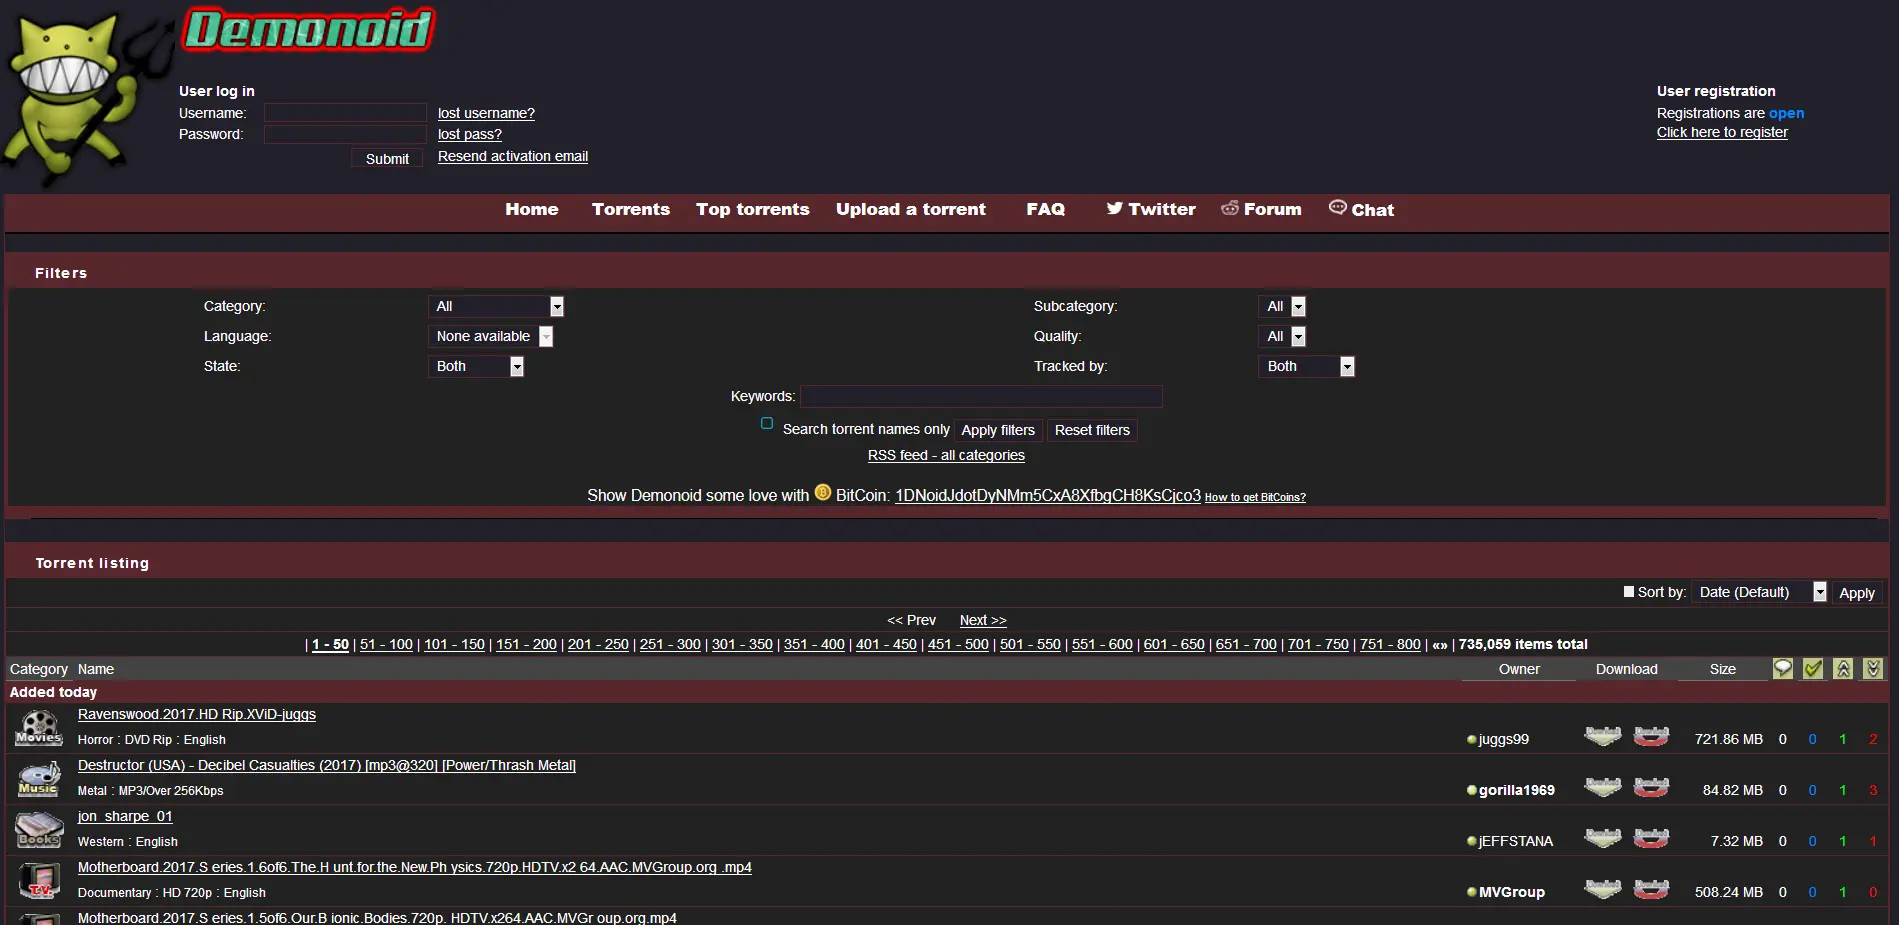 Demonoid
User log in
Username: lost username?
Password: lost pass?
Submit Resend activation email
User registration
Registrations are open
Click here to register
Home Torrents Top torrents Upload a torrent FAQ Twitter Forum Chat
Filters
Category: All Subcategory: All
Language: None available Quality: All
State: Both Tracked by: Both
Keywords:
Search torrent names only Apply filters Reset filters
RSS feed - all categories
Show Demonoid some love with BitCoin: 1DNoidJdotDyNMm5CxA8XfbgCH8KsCjco3 How to get BitCoins?
Torrent listing
Sort by: Date (Default) Apply
<< Prev Next >>
| 1 - 50 | 51 - 100 | 101 - 150 | 151 - 200 | 201 - 250 | 251 - 300 | 301 - 350 | 351 - 400 | 401 - 450 | 451 - 500 | 501 - 550 | 551 - 600 | 601 - 650 | 651 - 700 | 701 - 750 | 751 - 800 | «» | 735,059 items total
Category Name Owner Download Size
Added today
Ravenswood.2017.HD Rip.XViD-juggs
Movies Horror : DVD Rip : English juggs99 721.86 MB 0 0 1 2
Destructor (USA) - Decibel Casualties (2017) [mp3@320] [Power/Thrash Metal]
Music Metal : MP3/Over 256Kbps gorilla1969 84.82 MB 0 0 1 3
jon_sharpe_01
Books Western : English jEFFSTANA 7.32 MB 0 0 1 1
Motherboard.2017.S eries.1.6of6.The.H unt.for.the.New.Ph ysics.720p.HDTV.x2 64.AAC.MVGroup.org .mp4
T.V. Documentary : HD 720p : English MVGroup 508.24 MB 0 0 1 0
Motherboard.2017.S eries.1.5of6.Our.B ionic.Bodies.720p. HDTV.x264.AAC.MVGr oup.org.mp4